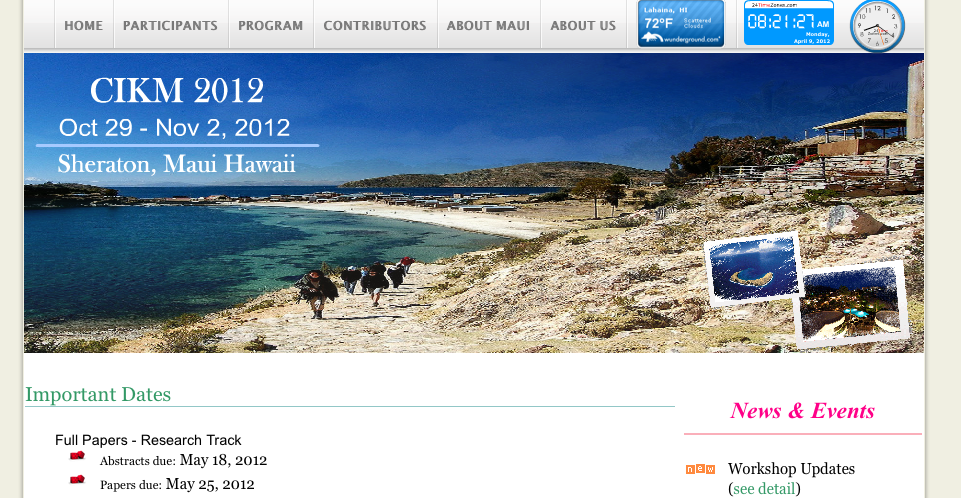 HOME PARTICIPANTS PROGRAM CONTRIBUTORS ABOUT MAUI ABOUT US
Lahaina, HI
72°F Scattered Clouds
wunderground.com
24TimeZones.com
08:21:27 AM
Monday,
April 9, 2012
CIKM 2012
Oct 29 - Nov 2, 2012
Sheraton, Maui Hawaii
Important Dates
News & Events
Full Papers - Research Track
Abstracts due: May 18, 2012
Papers due: May 25, 2012
new Workshop Updates
(see detail)